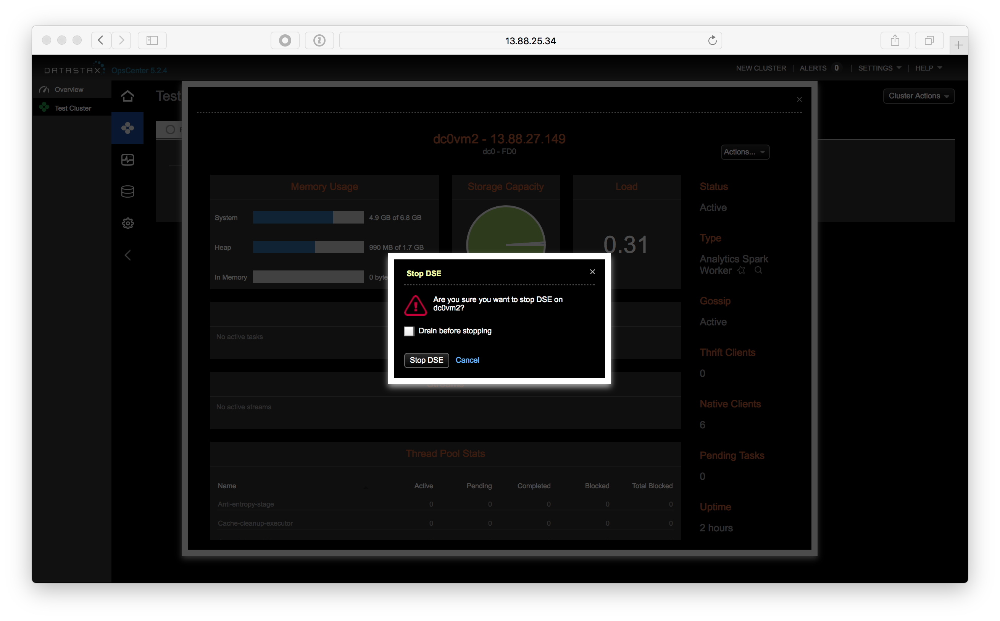 13.88.25.34
DATASTAX OpsCenter 5.2.4
NEW CLUSTER | ALERTS 0 | SETTINGS | HELP
Overview
Test Cluster
Test
Cluster Actions
dc0vm2 - 13.88.27.149
dc0 - FD0
Actions...
Memory Usage
System 4.9 GB of 6.8 GB
Heap 990 MB of 1.7 GB
In Memory 0 byte
Storage Capacity
Load
0.31
Status
Active
Type
Analytics Spark
Worker
Gossip
Active
Thrift Clients
0
Native Clients
6
Pending Tasks
0
Uptime
2 hours
Stop DSE
Are you sure you want to stop DSE on
dc0vm2?
Drain before stopping
Stop DSE Cancel
No active tasks
Streams
No active streams
Thread Pool Stats
Name Active Pending Completed Blocked Total Blocked
Anti-entropy-stage 0 0 0 0 0
Cache-cleanup-executor 0 0 0 0 0